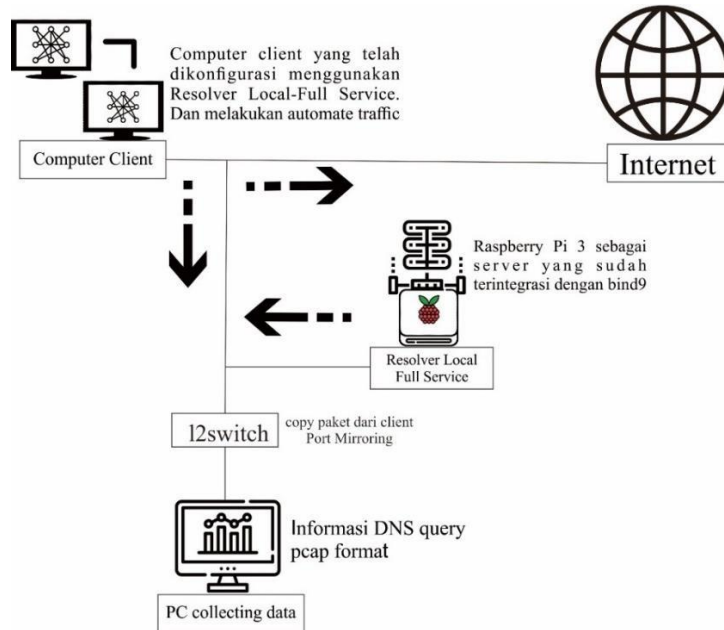 Computer client yang telah
dikonfigurasi menggunakan
Resolver Local-Full Service.
Dan melakukan automate traffic
Computer Client
Internet
Raspberry Pi 3 sebagai
server yang sudah
terintegrasi dengan bind9
Resolver Local
Full Service
l2switch
copy paket dari client
Port Mirroring
Informasi DNS query
pcap format
PC collecting data